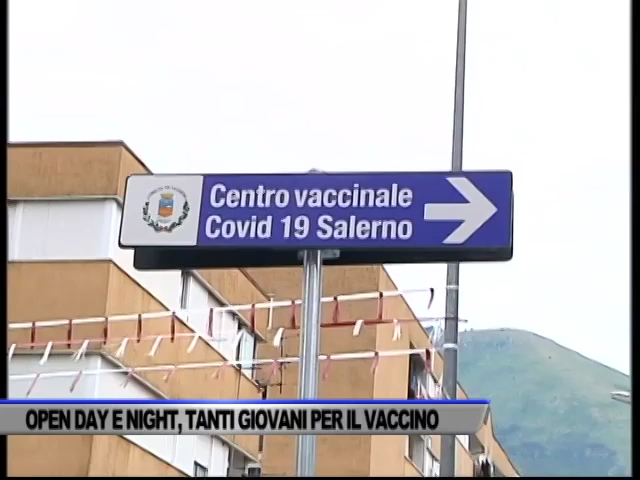 Centro vaccinale
Covid 19 Salerno
OPEN DAY E NIGHT, TANTI GIOVANI PER IL VACCINO